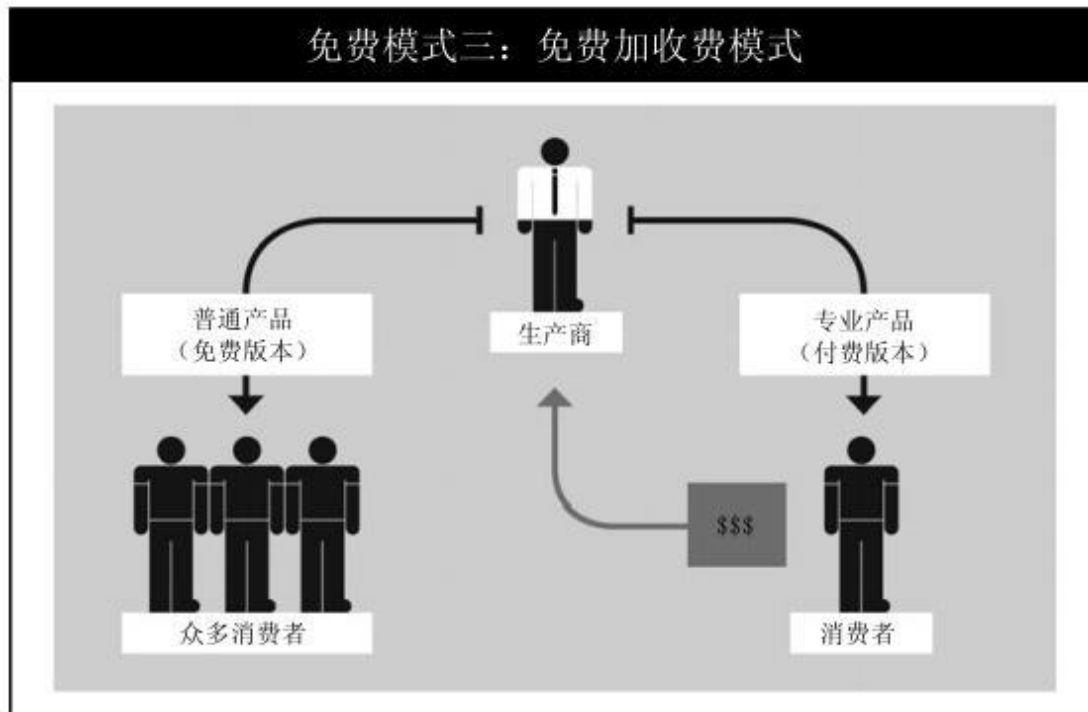 免费模式三：免费加收费模式
生产商
普通产品
（免费版本）
专业产品
（付费版本）
$$$
众多消费者
消费者